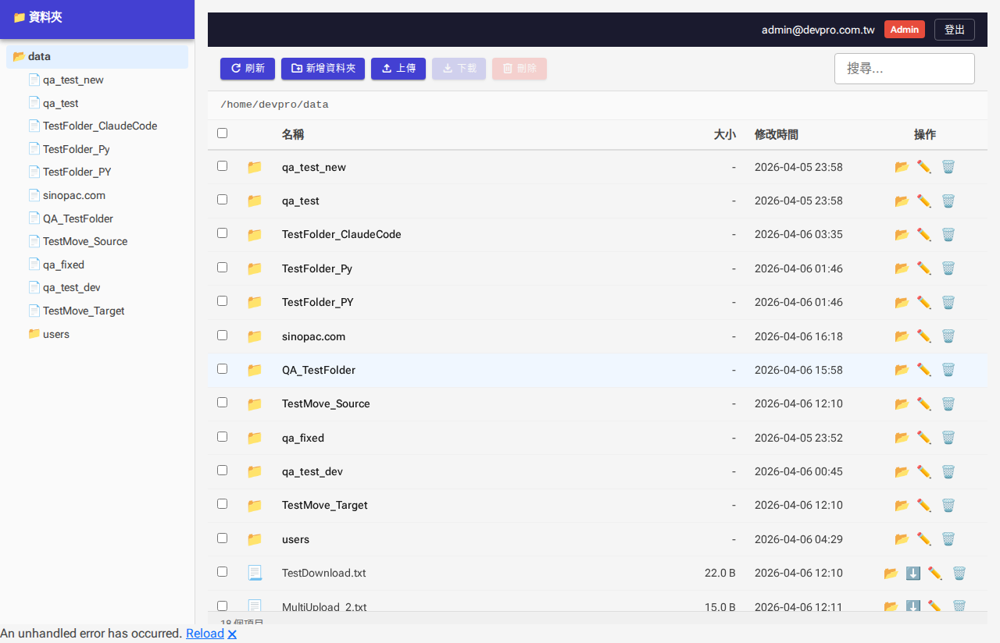 資料夾
data
qa_test_new
qa_test
TestFolder_ClaudeCode
TestFolder_Py
TestFolder_PY
sinopac.com
QA_TestFolder
TestMove_Source
qa_fixed
qa_test_dev
TestMove_Target
users
admin@devpro.com.tw Admin 登出
刷新 新增資料夾 上傳 下載 刪除 搜尋...
/home/devpro/data
名稱 大小 修改時間 操作
qa_test_new - 2026-04-05 23:58
qa_test - 2026-04-05 23:58
TestFolder_ClaudeCode - 2026-04-06 03:35
TestFolder_Py - 2026-04-06 01:46
TestFolder_PY - 2026-04-06 01:46
sinopac.com - 2026-04-06 16:18
QA_TestFolder - 2026-04-06 15:58
TestMove_Source - 2026-04-06 12:10
qa_fixed - 2026-04-05 23:52
qa_test_dev - 2026-04-06 00:45
TestMove_Target - 2026-04-06 12:10
users - 2026-04-06 04:29
TestDownload.txt 22.0 B 2026-04-06 12:10
MultiUpload_2.txt 15.0 B 2026-04-06 12:11
18 個項目
An unhandled error has occurred. Reload